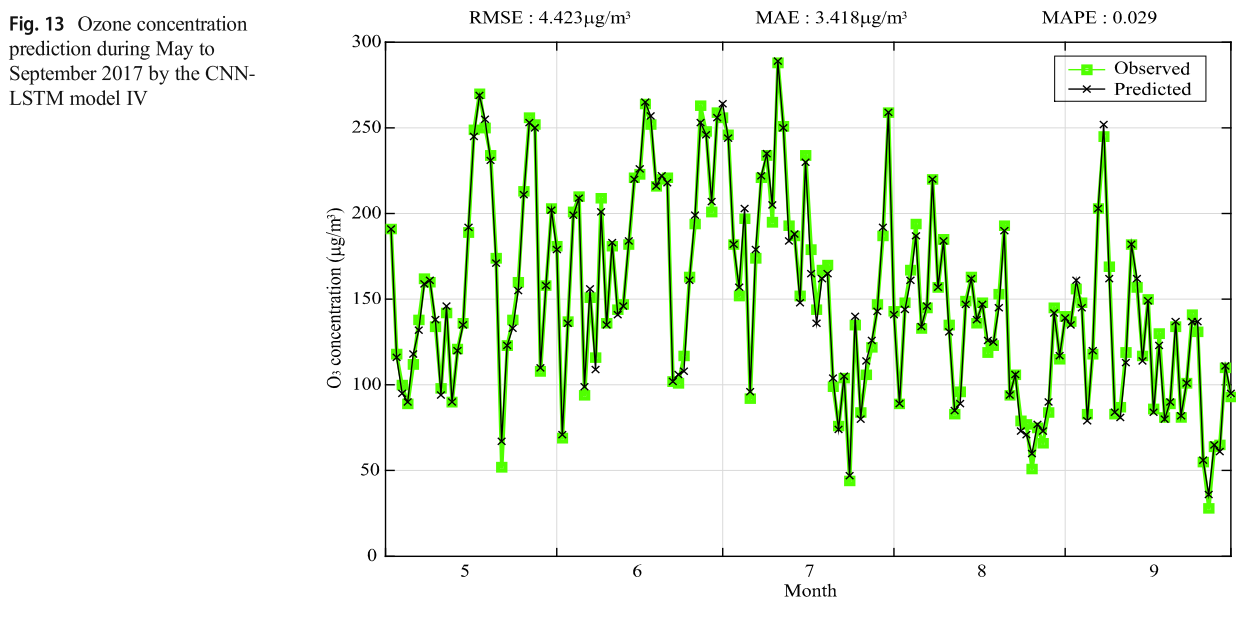 Fig. 13 Ozone concentration
prediction during May to
September 2017 by the CNN-
LSTM model IV
RMSE : 4.423μg/m³ MAE : 3.418μg/m³ MAPE : 0.029
300
250
200
150
100
50
0
O₃ concentration (μg/m³)
Observed
Predicted
5 6 7 8 9
Month